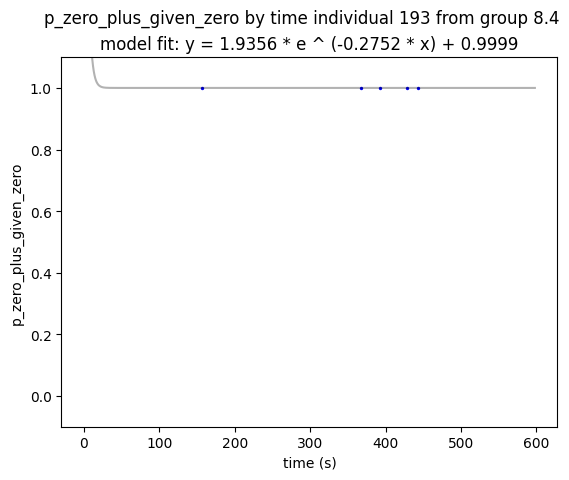 p_zero_plus_given_zero by time individual 193 from group 8.4
model fit: y = 1.9356 * e ^ (-0.2752 * x) + 0.9999
1.0
0.8
0.6
0.4
0.2
0.0
p_zero_plus_given_zero
0 100 200 300 400 500 600
time (s)